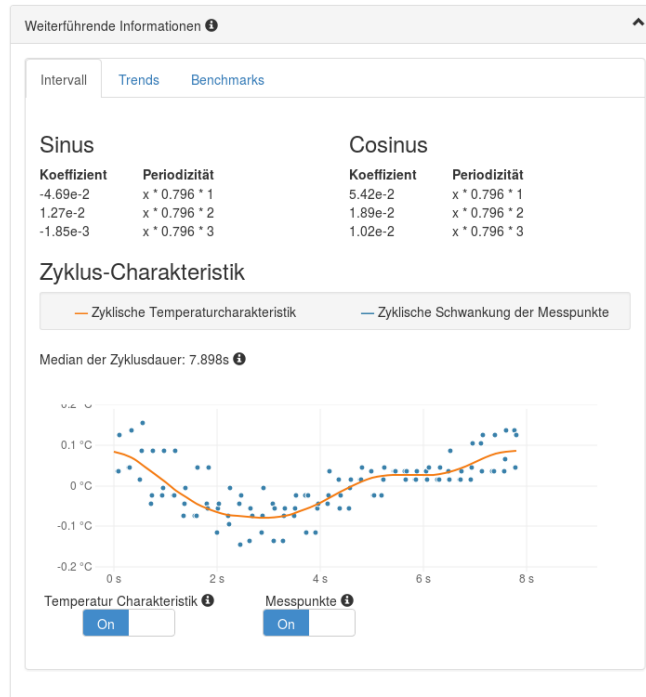 Weiterführende Informationen
Intervall Trends Benchmarks
Sinus
Koeffizient Periodizität
-4.69e-2 x * 0.796 * 1
1.27e-2 x * 0.796 * 2
-1.85e-3 x * 0.796 * 3
Cosinus
Koeffizient Periodizität
5.42e-2 x * 0.796 * 1
1.89e-2 x * 0.796 * 2
1.02e-2 x * 0.796 * 3
Zyklus-Charakteristik
Zyklische Temperaturcharakteristik
Zyklische Schwankung der Messpunkte
Median der Zyklusdauer: 7.898s
0.2 °C
0.1 °C
0 °C
-0.1 °C
-0.2 °C
0 s 2 s 4 s 6 s 8 s
Temperatur Charakteristik
On
Messpunkte
On